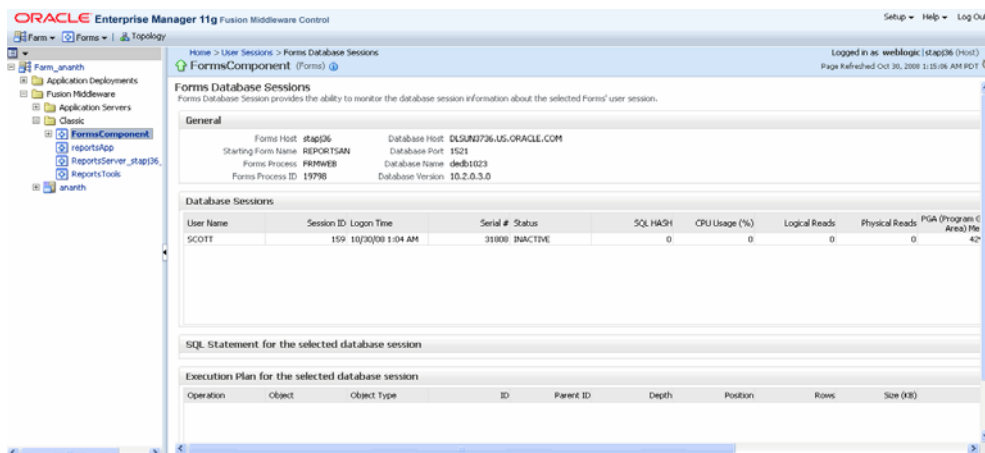 ORACLE Enterprise Manager 11g Fusion Middleware Control
Setup Help Log Ou
Farm Forms Topology
Farm_ananth
Application Deployments
Fusion Middleware
Application Servers
Classic
FormsComponent
reportsApp
ReportsServer_stapj36_
ReportsTools
ananth
Home > User Sessions > Forms Database Sessions
Logged in as weblogic|stapj36 (Host)
FormsComponent (Forms)
Page Refreshed Oct 30, 2008 1:15:06 AM PDT
Forms Database Sessions
Forms Database Session provides the ability to monitor the database session information about the selected Forms' user session.
General
Forms Host stapj36 Database Host DLSUN3736.US.ORACLE.COM
Starting Form Name REPORTSAN Database Port 1521
Forms Process FRMWEB Database Name dedb1023
Forms Process ID 19798 Database Version 10.2.0.3.0
Database Sessions
User Name Session ID Logon Time Serial # Status SQL HASH CPU Usage (%) Logical Reads Physical Reads PGA (Program G Area) Me
SCOTT 159 10/30/08 1:04 AM 31808 INACTIVE 0 0 0 0
SQL Statement for the selected database session
Execution Plan for the selected database session
Operation Object Object Type ID Parent ID Depth Position Rows Size (KB)